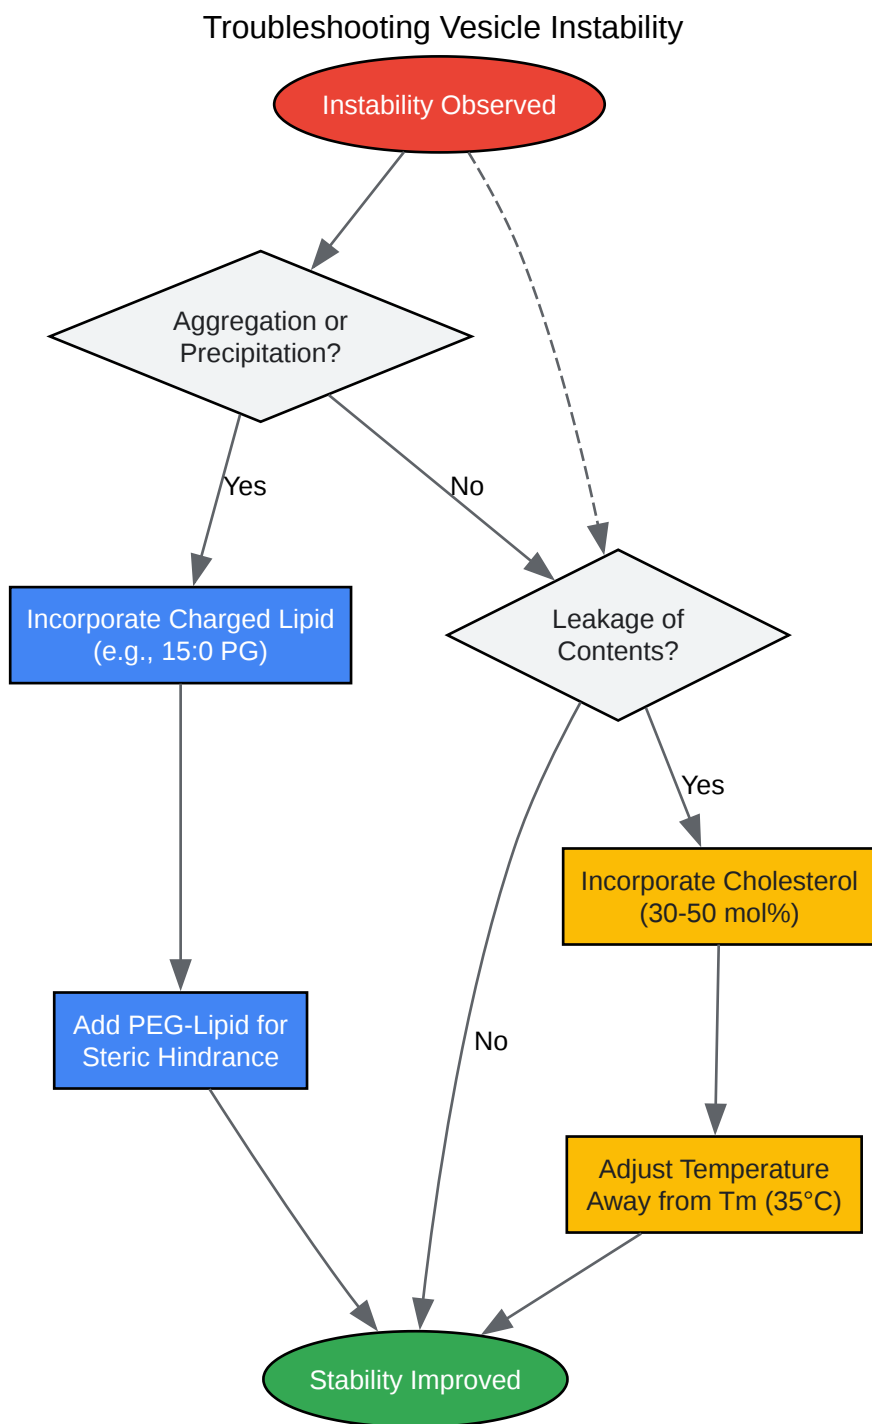 Troubleshooting Vesicle Instability
Instability Observed
Aggregation or
Precipitation?
Yes
No
Incorporate Charged Lipid
(e.g., 15:0 PG)
Leakage of
Contents?
Yes
Incorporate Cholesterol
(30-50 mol%)
Add PEG-Lipid for
Steric Hindrance
No
Adjust Temperature
Away from Tm (35°C)
Stability Improved